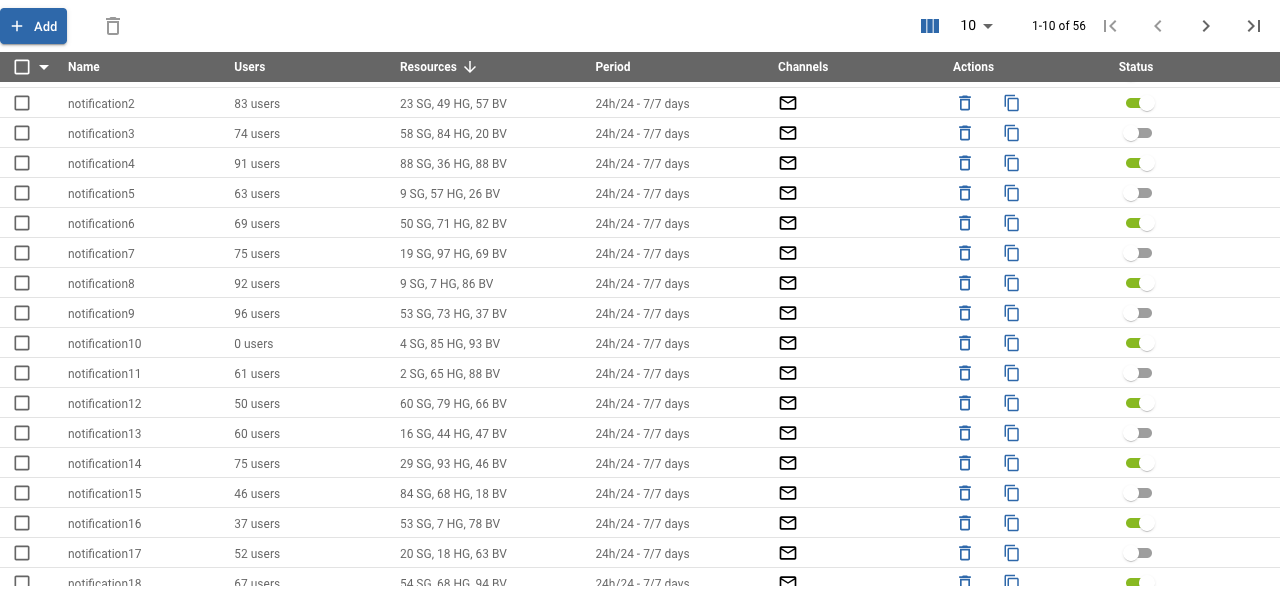 Add
10
1-10 of 56
Name Users Resources Period Channels Actions Status
notification2 83 users 23 SG, 49 HG, 57 BV 24h/24 - 7/7 days
notification3 74 users 58 SG, 84 HG, 20 BV 24h/24 - 7/7 days
notification4 91 users 88 SG, 36 HG, 88 BV 24h/24 - 7/7 days
notification5 63 users 9 SG, 57 HG, 26 BV 24h/24 - 7/7 days
notification6 69 users 50 SG, 71 HG, 82 BV 24h/24 - 7/7 days
notification7 75 users 19 SG, 97 HG, 69 BV 24h/24 - 7/7 days
notification8 92 users 9 SG, 7 HG, 86 BV 24h/24 - 7/7 days
notification9 96 users 53 SG, 73 HG, 37 BV 24h/24 - 7/7 days
notification10 0 users 4 SG, 85 HG, 93 BV 24h/24 - 7/7 days
notification11 61 users 2 SG, 65 HG, 88 BV 24h/24 - 7/7 days
notification12 50 users 60 SG, 79 HG, 66 BV 24h/24 - 7/7 days
notification13 60 users 16 SG, 44 HG, 47 BV 24h/24 - 7/7 days
notification14 75 users 29 SG, 93 HG, 46 BV 24h/24 - 7/7 days
notification15 46 users 84 SG, 68 HG, 18 BV 24h/24 - 7/7 days
notification16 37 users 53 SG, 7 HG, 78 BV 24h/24 - 7/7 days
notification17 52 users 20 SG, 18 HG, 63 BV 24h/24 - 7/7 days
notification18 67 users 54 SG, 68 HG, 94 BV 24h/24 - 7/7 days